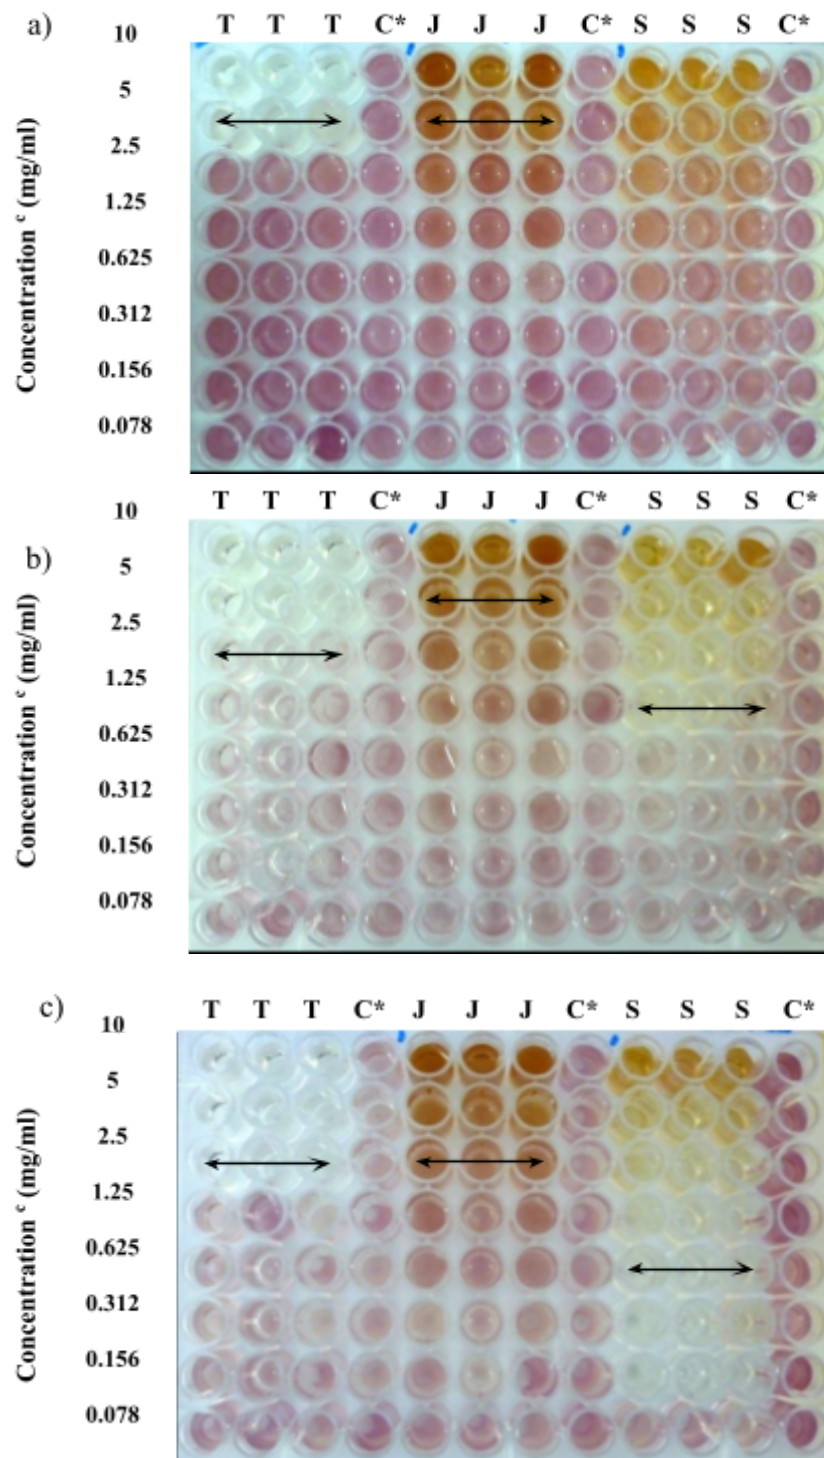 a)
T T T C* J J J C* S S S C*
Concentration ᶜ (mg/ml)
10
5
2.5
1.25
0.625
0.312
0.156
0.078
b)
T T T C* J J J C* S S S C*
Concentration ᶜ (mg/ml)
10
5
2.5
1.25
0.625
0.312
0.156
0.078
c)
T T T C* J J J C* S S S C*
Concentration ᶜ (mg/ml)
10
5
2.5
1.25
0.625
0.312
0.156
0.078